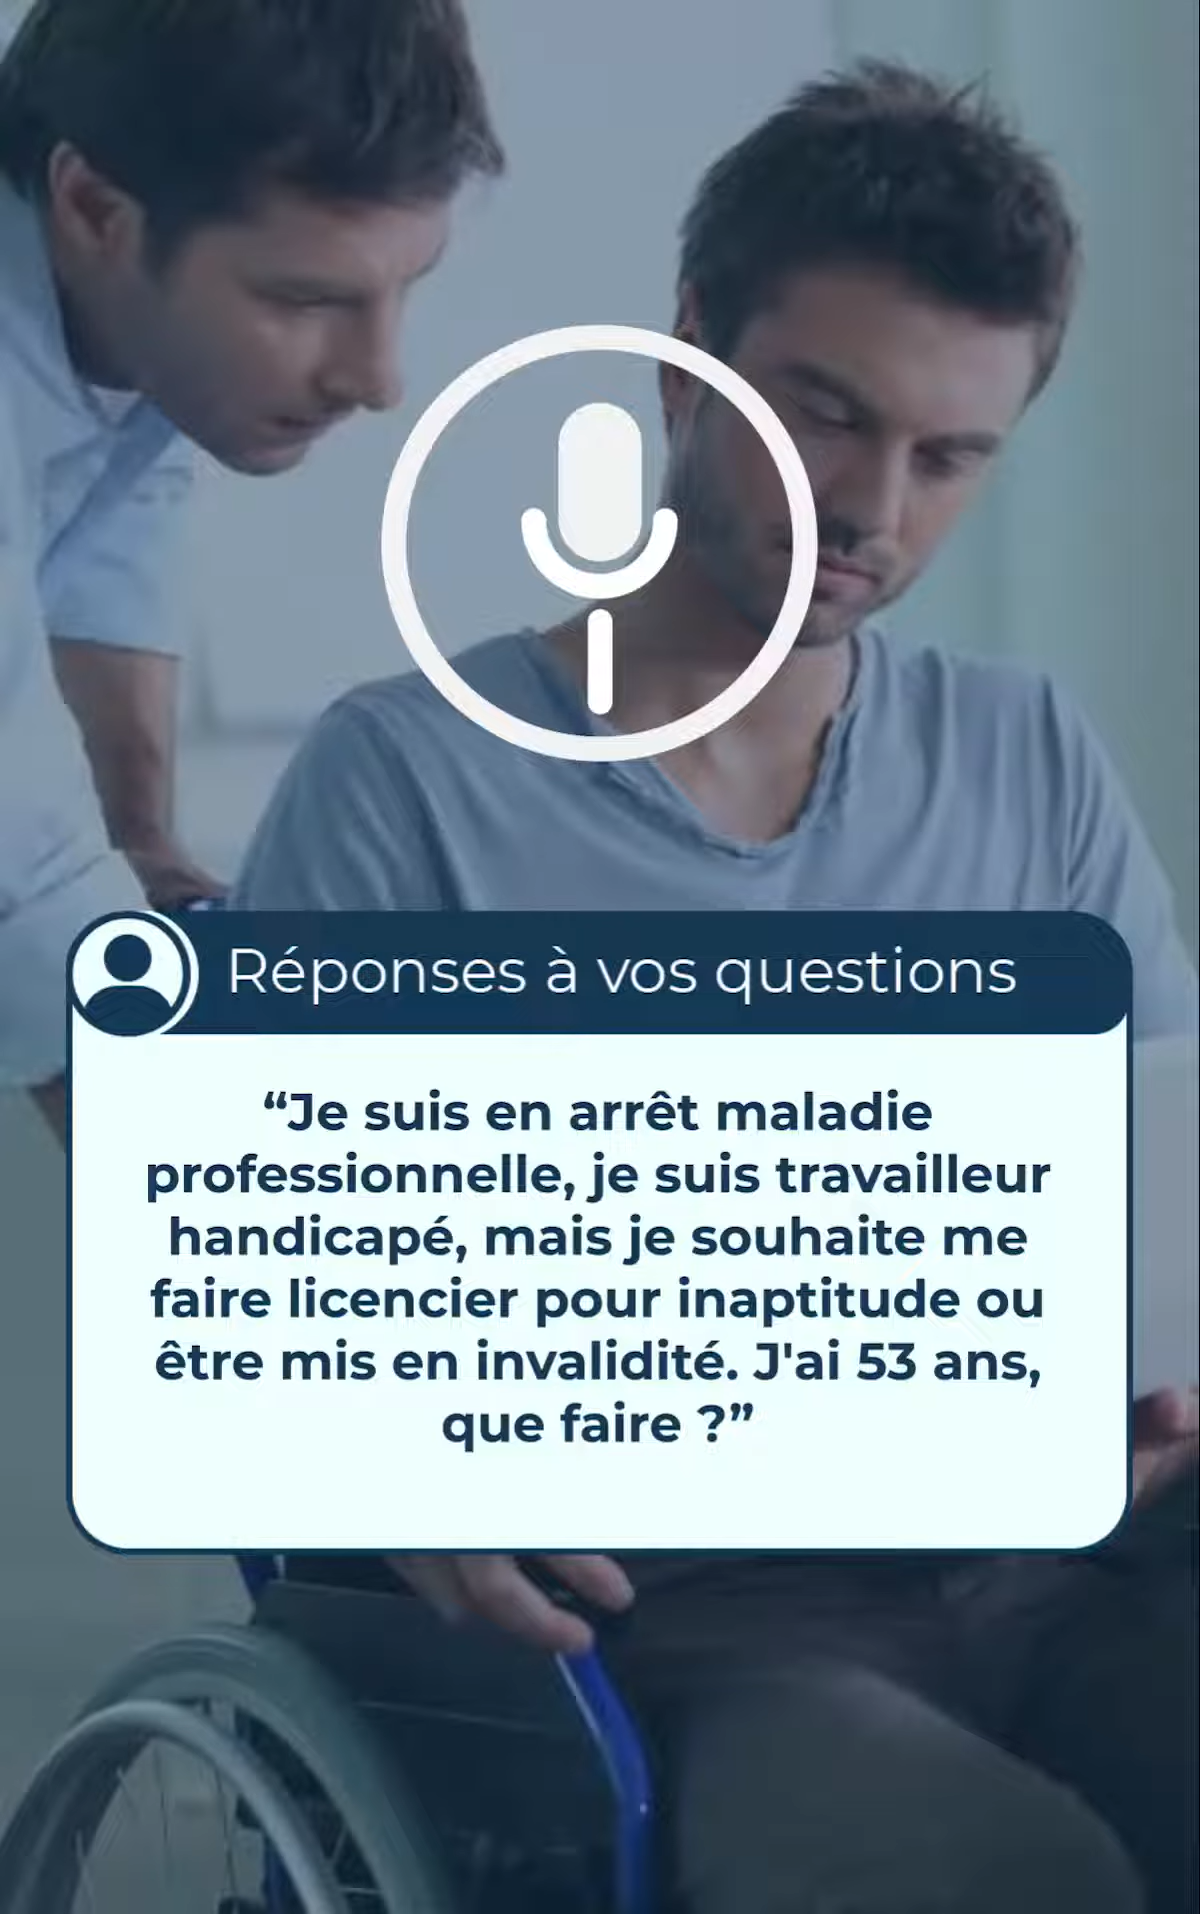 Réponses à vos questions
“Je suis en arrêt maladie
professionnelle, je suis travailleur
handicapé, mais je souhaite me
faire licencier pour inaptitude ou
être mis en invalidité. J'ai 53 ans,
que faire ?”